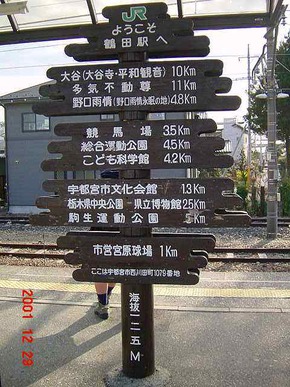 JR
ようこそ
鶴田駅へ
大谷(大谷寺・平和観音) 10Km
多気不動尊 11Km
野口雨情(野口雨情永眠の地) 4.8Km
競馬場 3.5Km
総合運動公園 4.5Km
こども科学館 4.2Km
宇都宮市文化会館 1.3Km
栃木県中央公園-県立博物館 2.5Km
駒生運動公園 5Km
市営宮原球場 1Km
ここは宇都宮市西川田町1079番地
海抜一二五M
2001 12 29